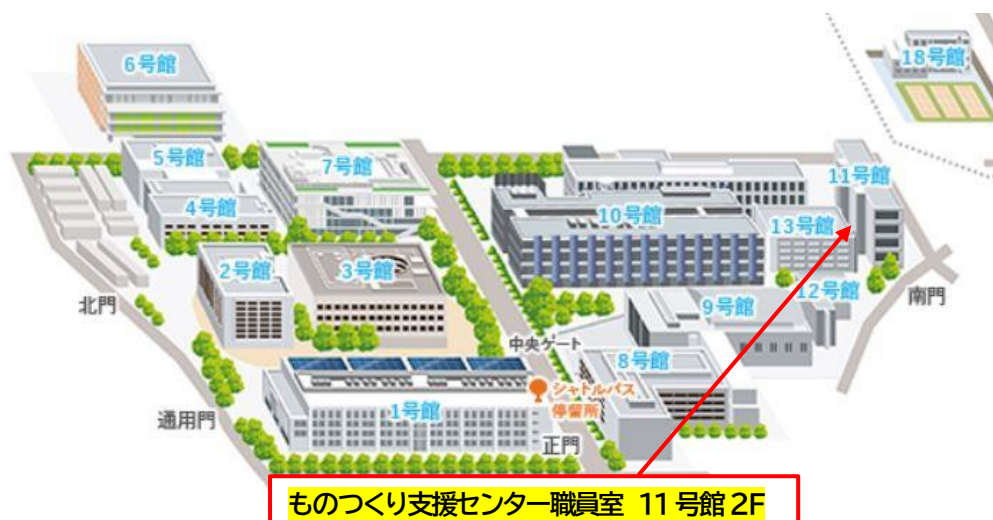 6号館
18号館
5号館
7号館
11号館
4号館
10号館
13号館
2号館
3号館
北門
12号館
南門
9号館
中央ゲート
8号館
シャトルバス
停留所
1号館
通用門
正門
ものつくり支援センター職員室 11号館2F